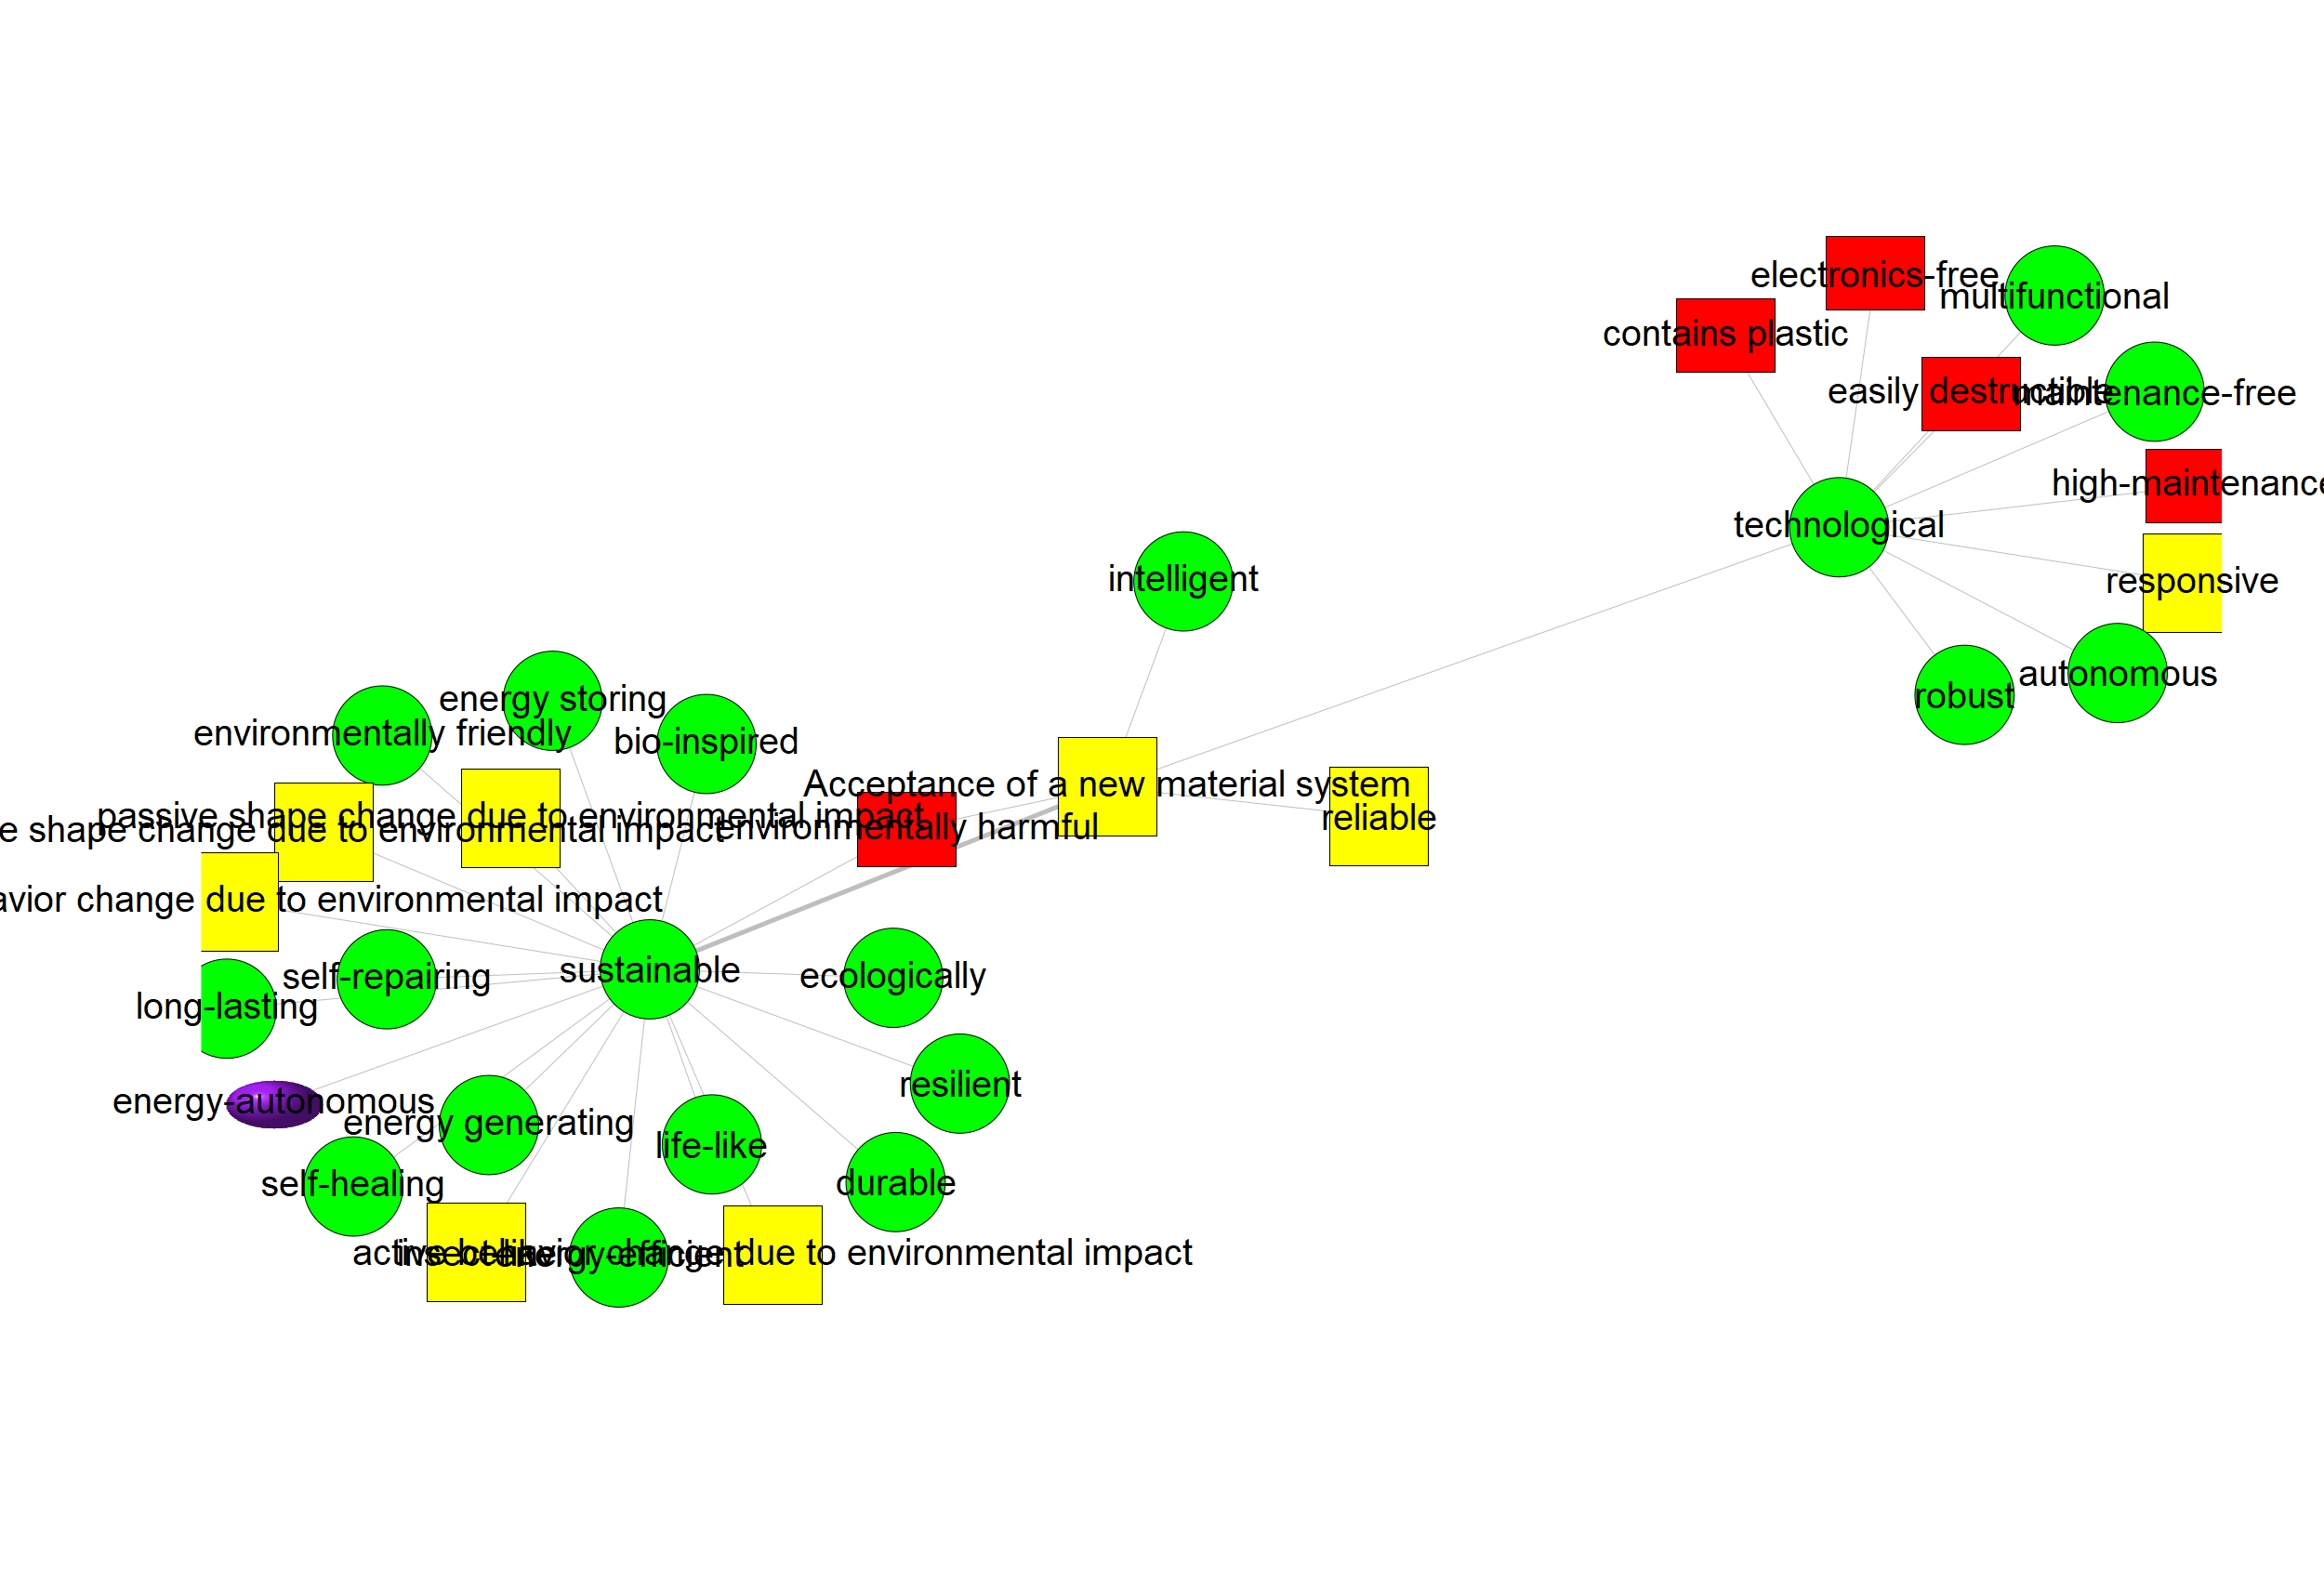 electronics-free
multifunctional
contains plastic
easily destructible
maintenance-free
high-maintenance
technological
intelligent
responsive
autonomous
robust
energy storing
environmentally friendly
bio-inspired
Acceptance of a new material system
passive shape change due to environmental impact
reliable
e shape change due to environmental impact
environmentally harmful
avior change due to environmental impact
sustainable
ecologically
self-repairing
long-lasting
resilient
energy-autonomous
energy generating
life-like
self-healing
durable
active behavior change due to environmental impact
insect-like
energy-efficient